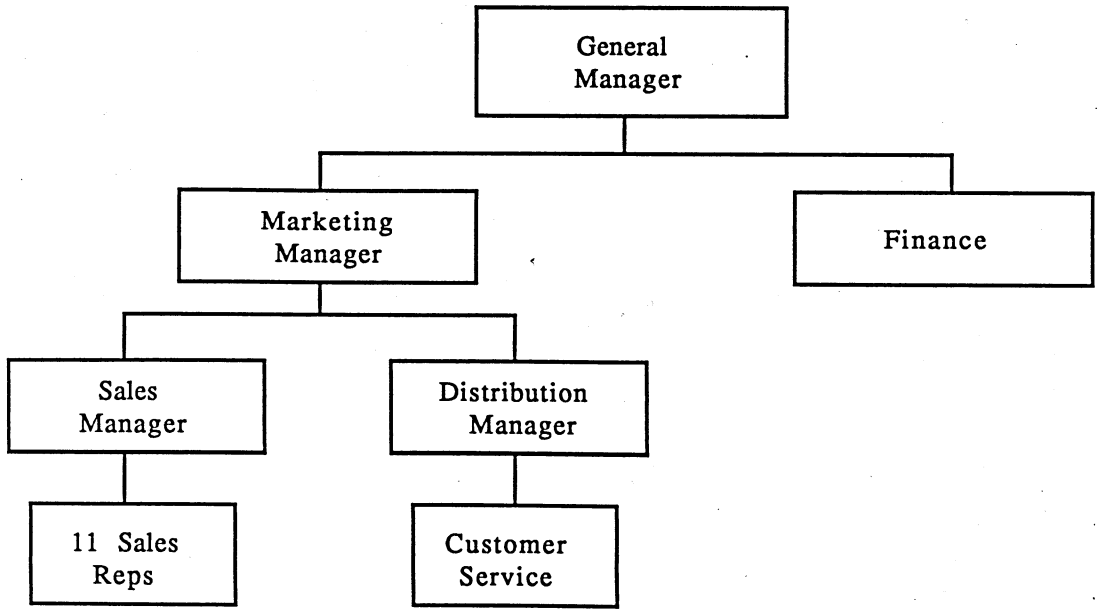 General
Manager
Marketing
Manager
Finance
Sales
Manager
Distribution
Manager
11 Sales
Reps
Customer
Service